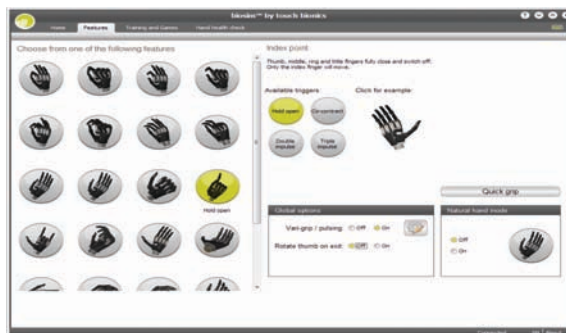 biosim™ by touch bionics
Home Features Training and Games Hand health check
Choose from one of the following features
Hold open
Index point
Thumb, middle, ring and little fingers fully close and switch off.
Only the index finger will move.
Available triggers:
Click for example:
Hold open
Co-contract
Double impulse
Triple impulse
Quick grip
Global options
Vari-grip / pulsing: Off On
Rotate thumb on exit: Off On
Natural hand mode
Off
On